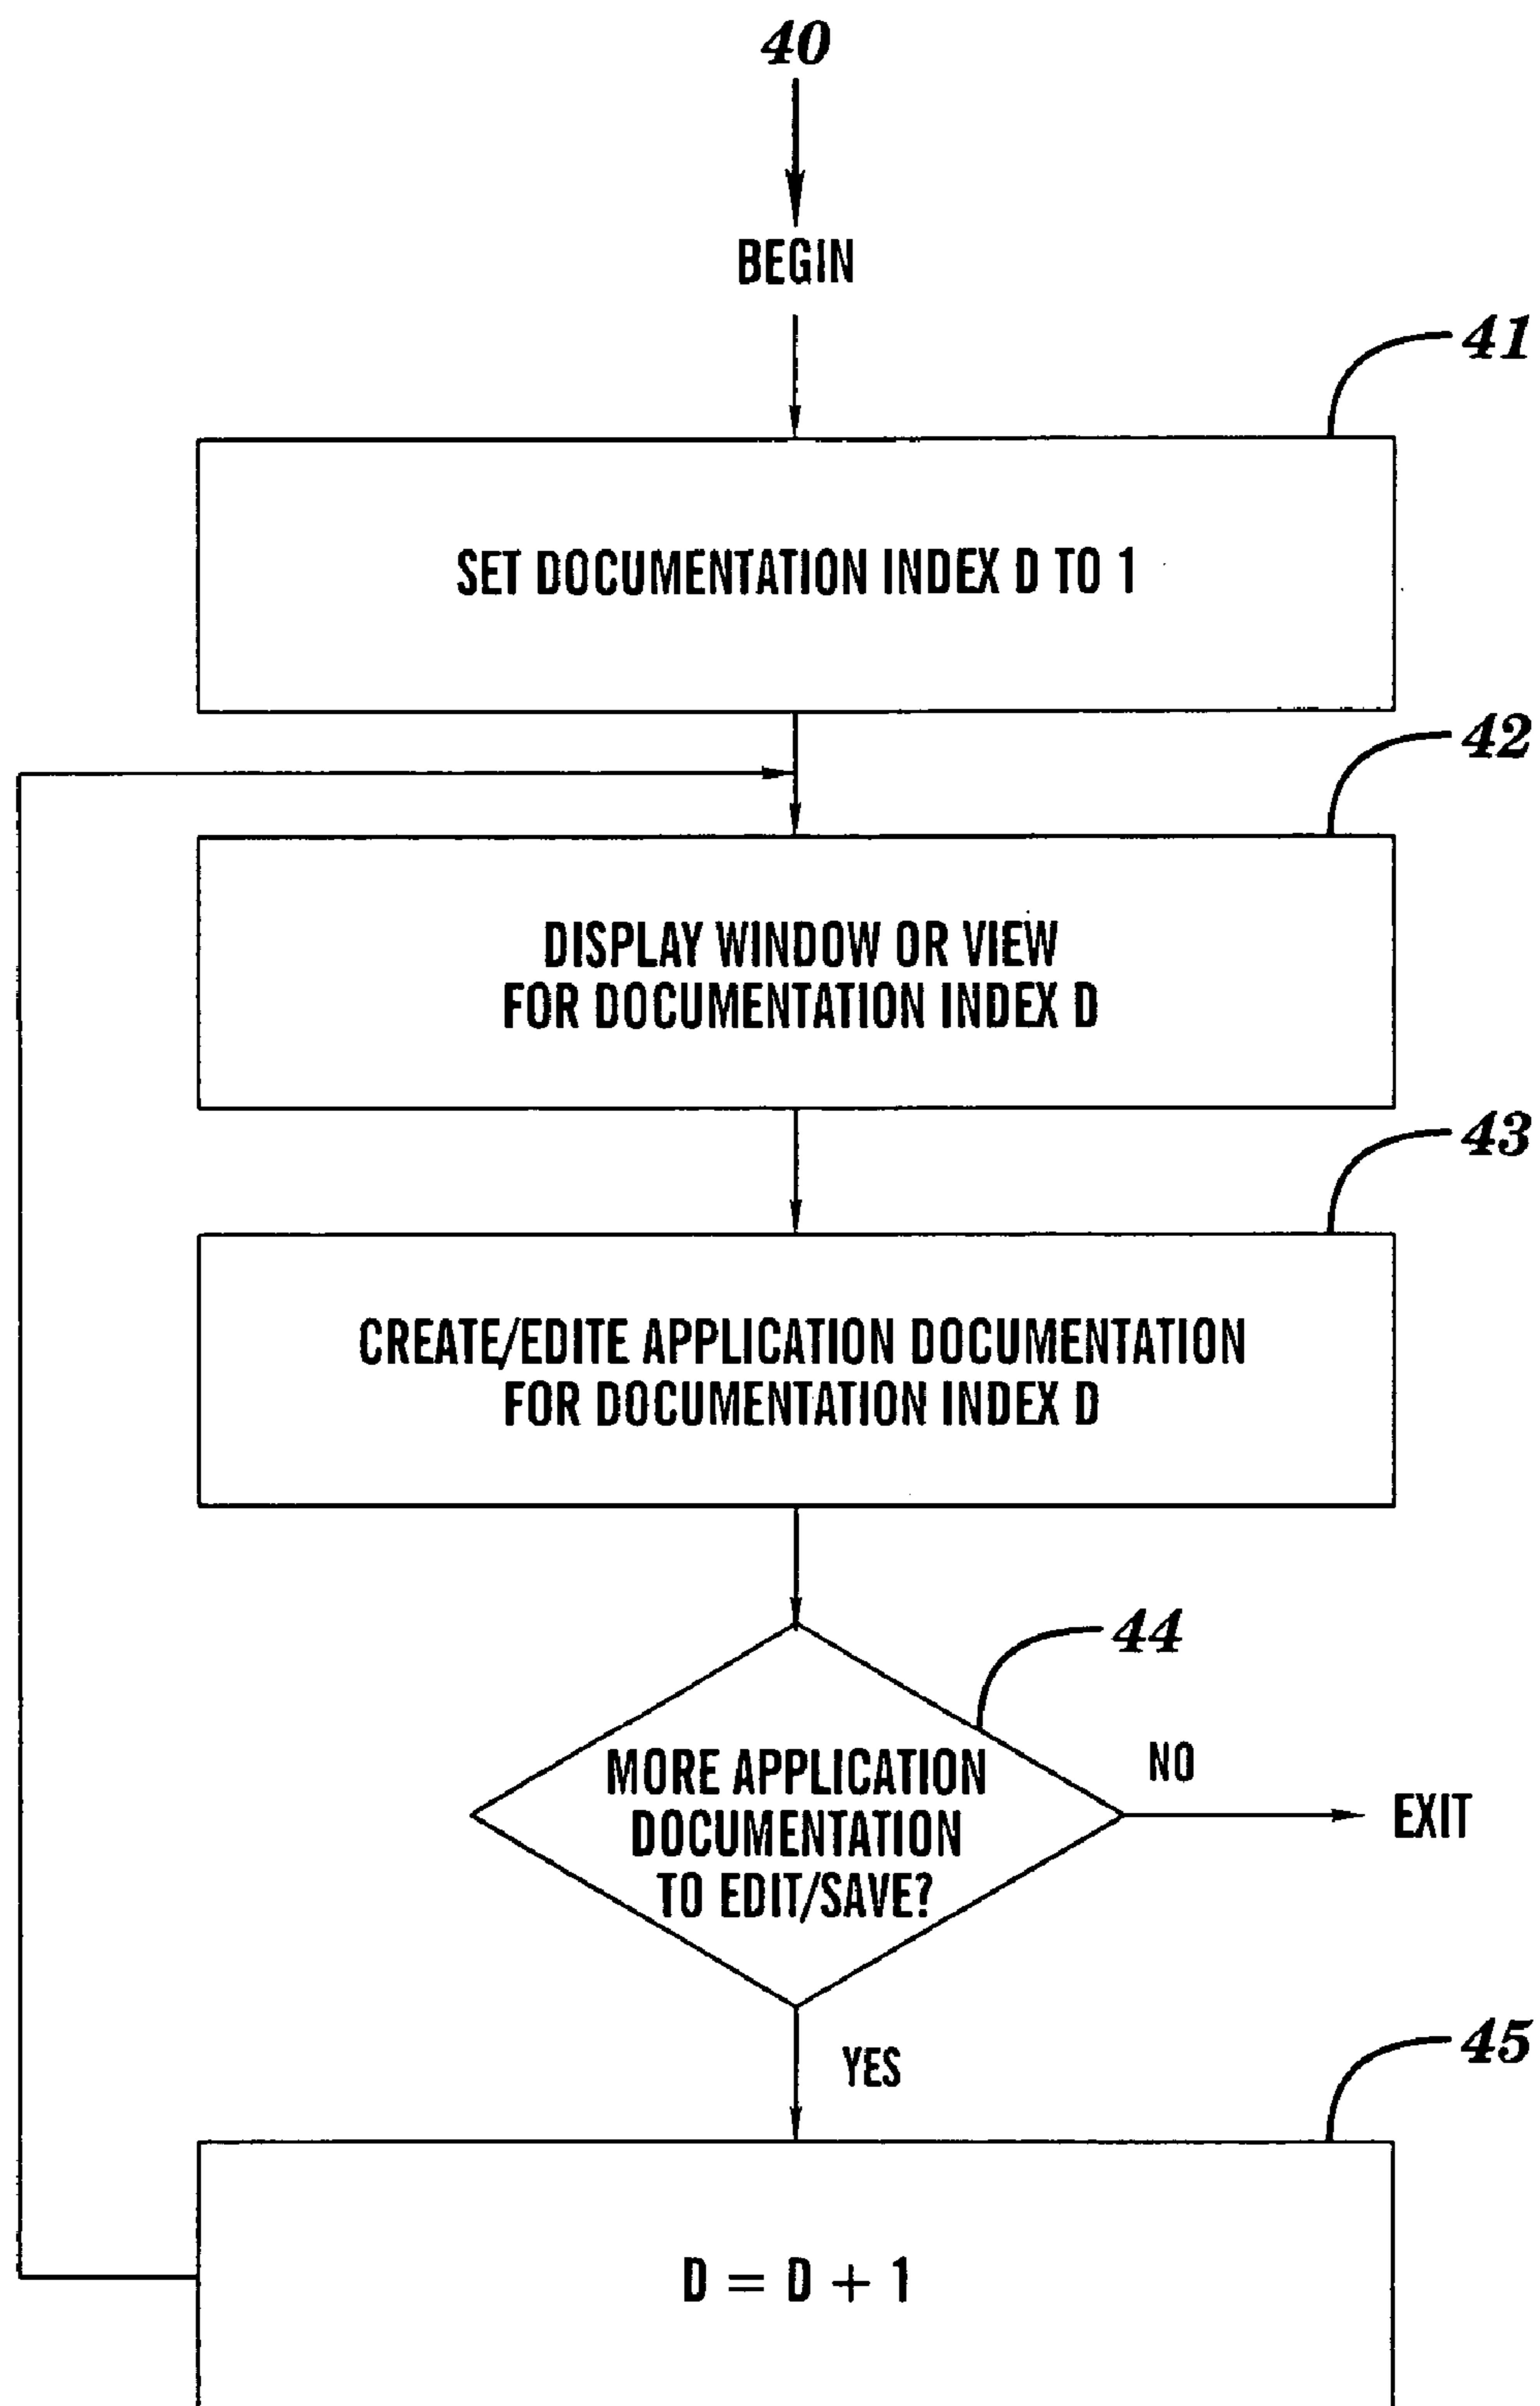 40
BEGIN
41
SET DOCUMENTATION INDEX D TO 1
42
DISPLAY WINDOW OR VIEW
FOR DOCUMENTATION INDEX D
43
CREATE/EDITE APPLICATION DOCUMENTATION
FOR DOCUMENTATION INDEX D
44
MORE APPLICATION
DOCUMENTATION
TO EDIT/SAVE?
NO
EXIT
YES
45
D = D + 1